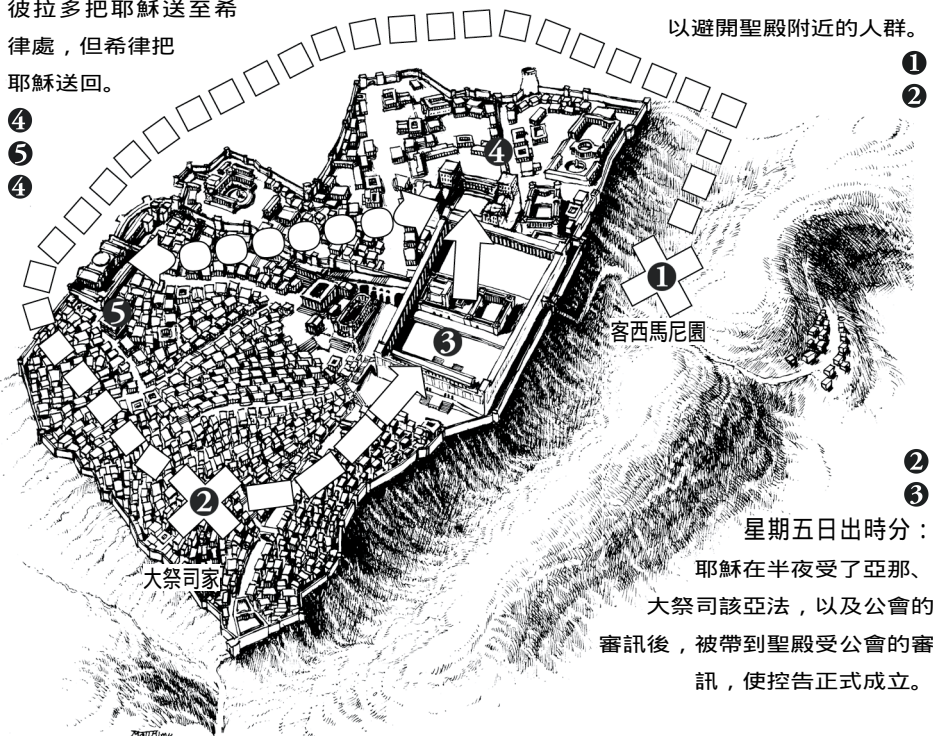 彼拉多把耶穌送至希
律處，但希律把
耶穌送回。
❹
❺
❹
以避開聖殿附近的人群。
❶
❷
❹
❶
客西馬尼園
❺
❸
❷
大祭司家
❷
❸
星期五日出時分：
耶穌在半夜受了亞那、
大祭司該亞法，以及公會的
審訊後，被帶到聖殿受公會的審
訊，使控告正式成立。